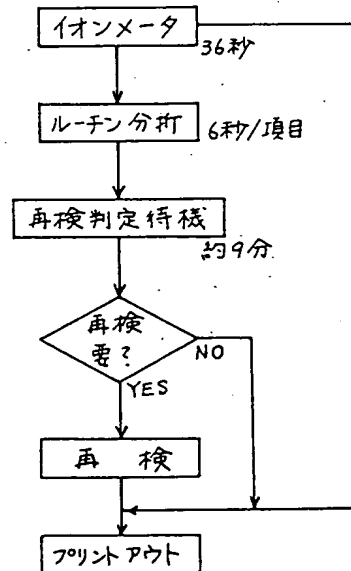 イオンメータ
36秒
ルーチン分析
6秒/項目
再検判定待機
約9分
再検
要?
NO
YES
再 検
プリントアウト